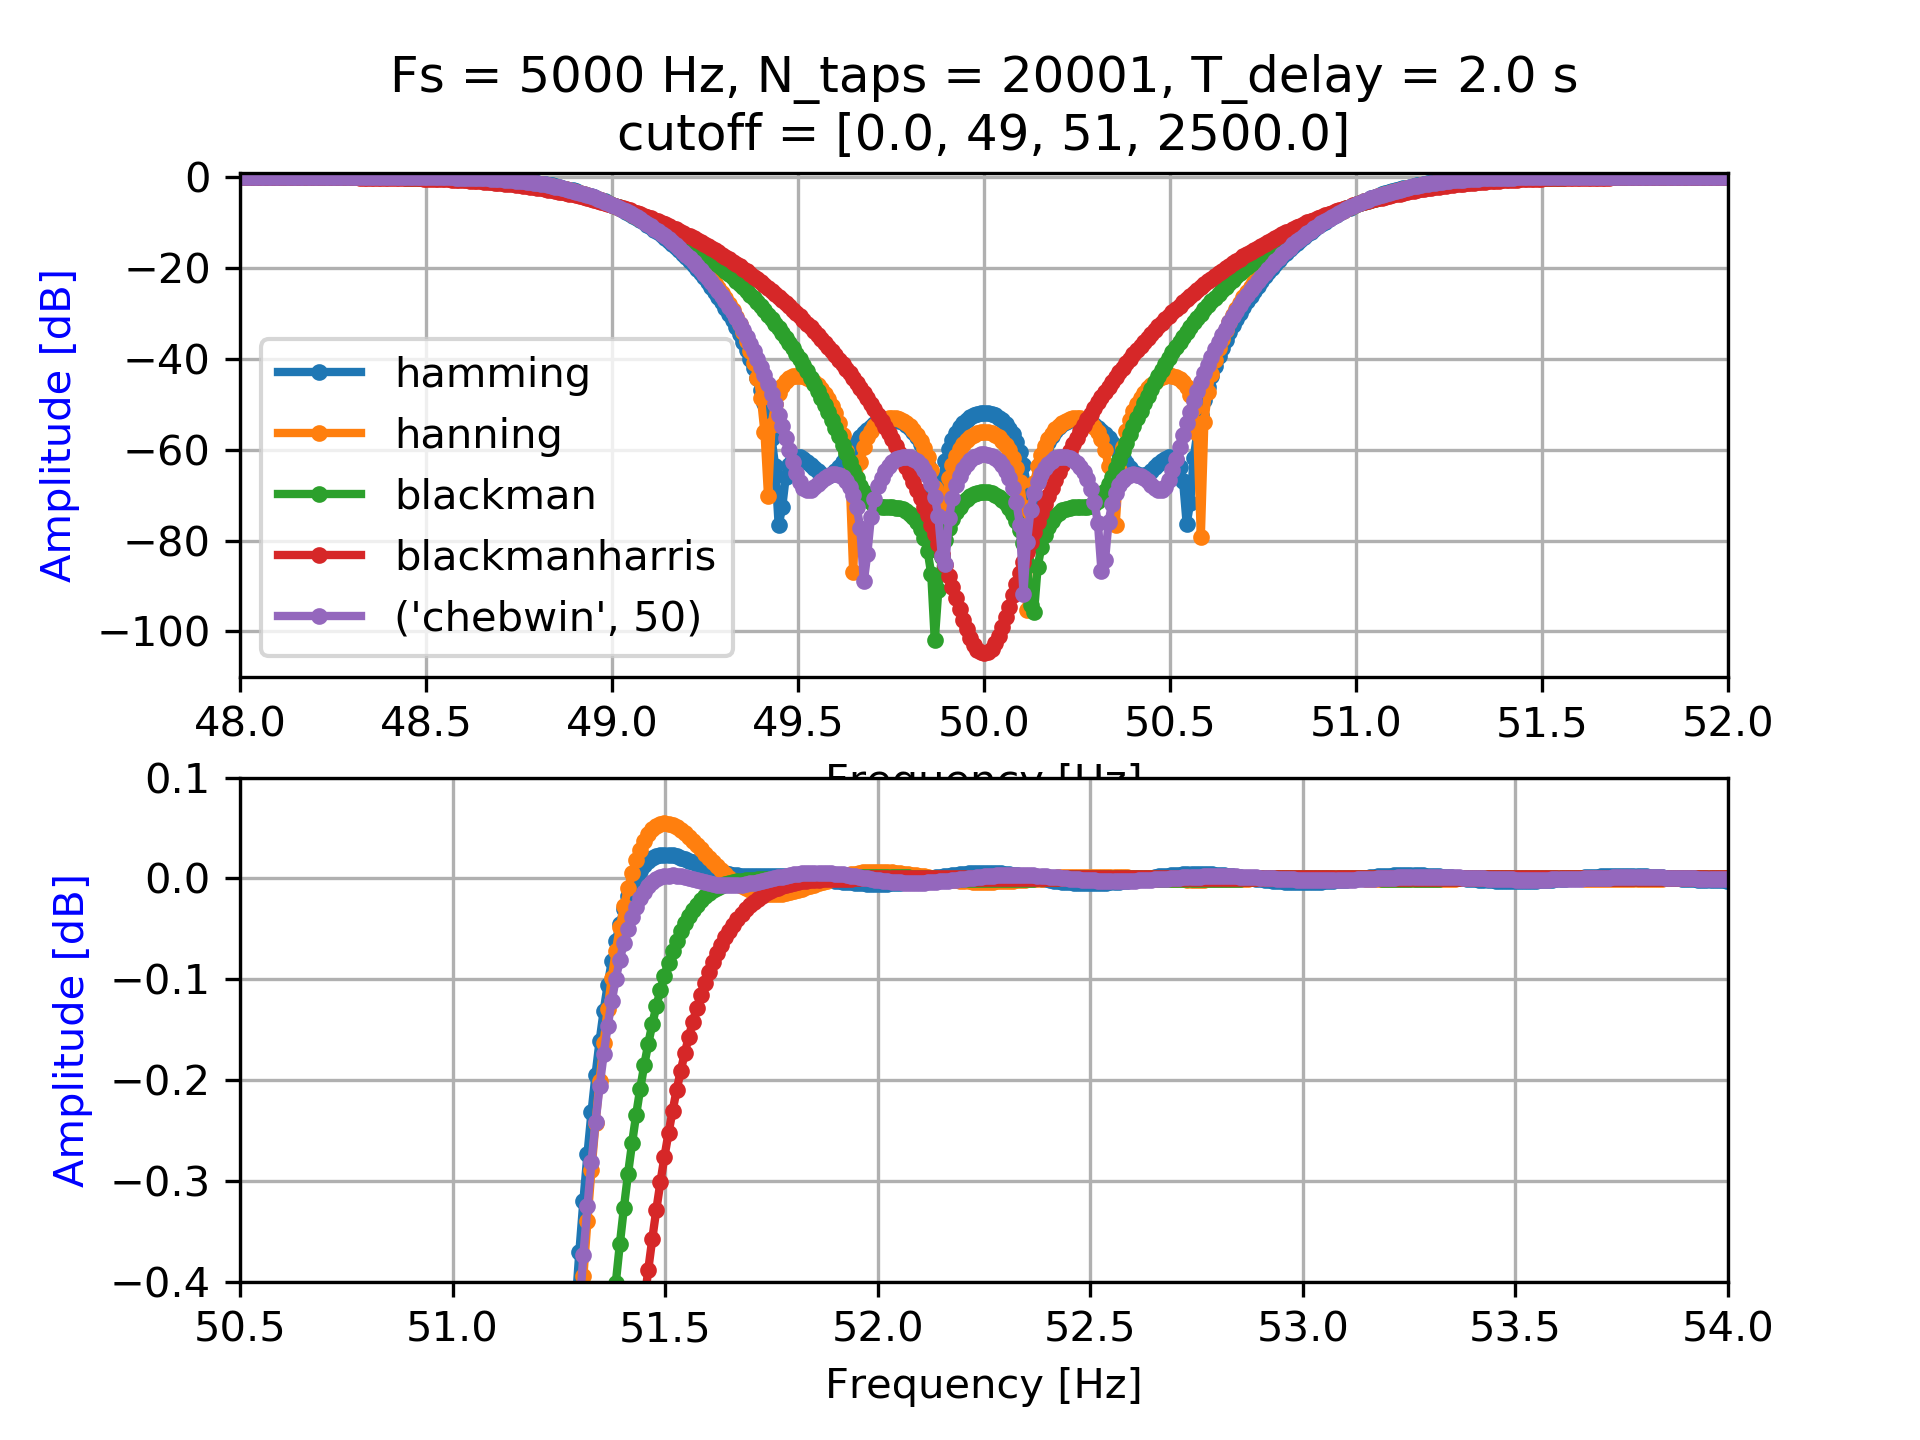 Fs = 5000 Hz, N_taps = 20001, T_delay = 2.0 s
cutoff = [0.0, 49, 51, 2500.0]
Amplitude [dB]
0
−20
−40
−60
−80
−100
hamming
hanning
blackman
blackmanharris
('chebwin', 50)
48.0 48.5 49.0 49.5 50.0 50.5 51.0 51.5 52.0
Frequency [Hz]
Amplitude [dB]
0.1
0.0
−0.1
−0.2
−0.3
−0.4
50.5 51.0 51.5 52.0 52.5 53.0 53.5 54.0
Frequency [Hz]